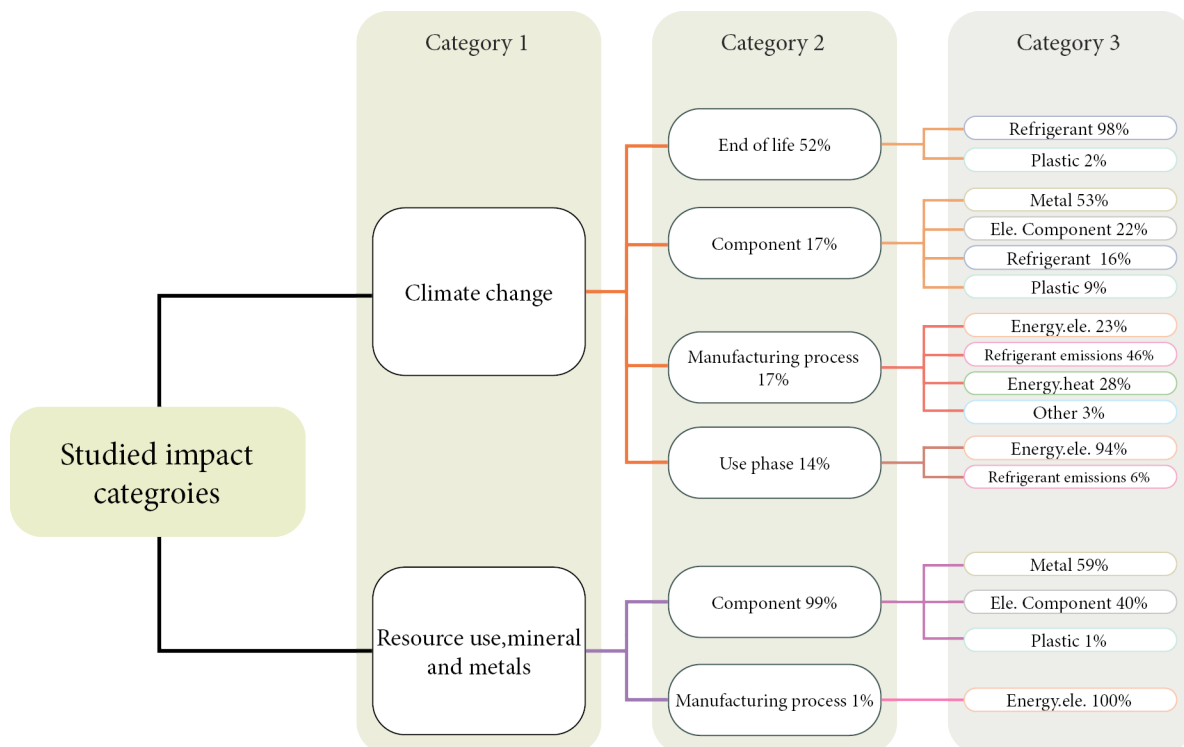 Category 1
Category 2
Category 3
Studied impact
categroies
Climate change
End of life 52%
Refrigerant 98%
Plastic 2%
Component 17%
Metal 53%
Ele. Component 22%
Refrigerant 16%
Plastic 9%
Manufacturing process
17%
Energy.ele. 23%
Refrigerant emissions 46%
Energy.heat 28%
Other 3%
Use phase 14%
Energy.ele. 94%
Refrigerant emissions 6%
Resource use,mineral
and metals
Component 99%
Metal 59%
Ele. Component 40%
Plastic 1%
Manufacturing process 1%
Energy.ele. 100%